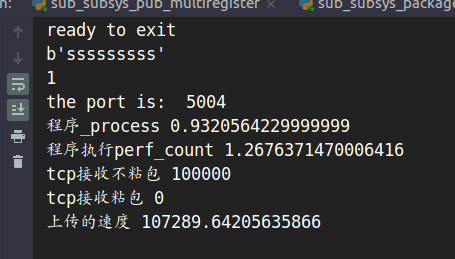 n: sub_subsys_pub_multiregister × sub_subsys_package
ready to exit
b'sssssssss'
1
the port is:  5004
程序_process 0.9320564229999999
程序执行perf_count 1.2676371470006416
tcp接收不粘包 100000
tcp接收粘包 0
上传的速度 107289.64205635866